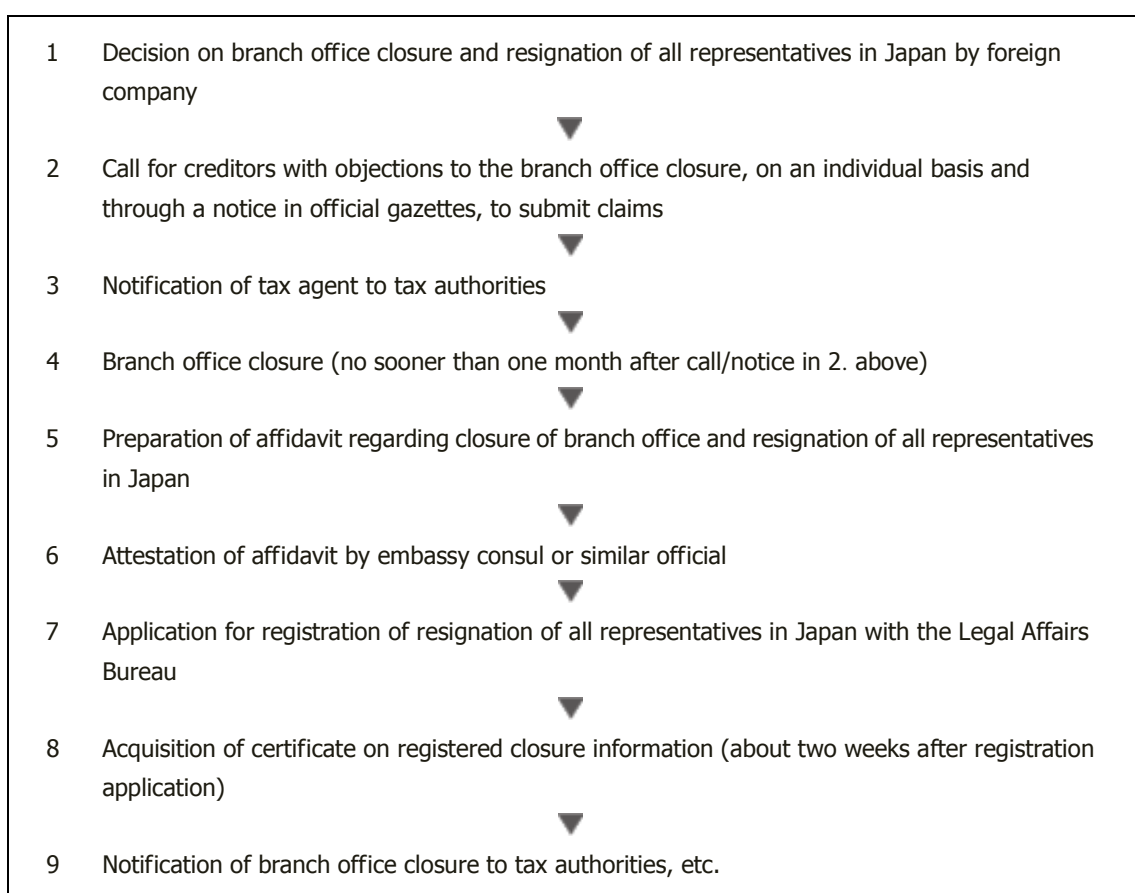 1 Decision on branch office closure and resignation of all representatives in Japan by foreign
company
2 Call for creditors with objections to the branch office closure, on an individual basis and
through a notice in official gazettes, to submit claims
3 Notification of tax agent to tax authorities
4 Branch office closure (no sooner than one month after call/notice in 2. above)
5 Preparation of affidavit regarding closure of branch office and resignation of all representatives
in Japan
6 Attestation of affidavit by embassy consul or similar official
7 Application for registration of resignation of all representatives in Japan with the Legal Affairs
Bureau
8 Acquisition of certificate on registered closure information (about two weeks after registration
application)
9 Notification of branch office closure to tax authorities, etc.